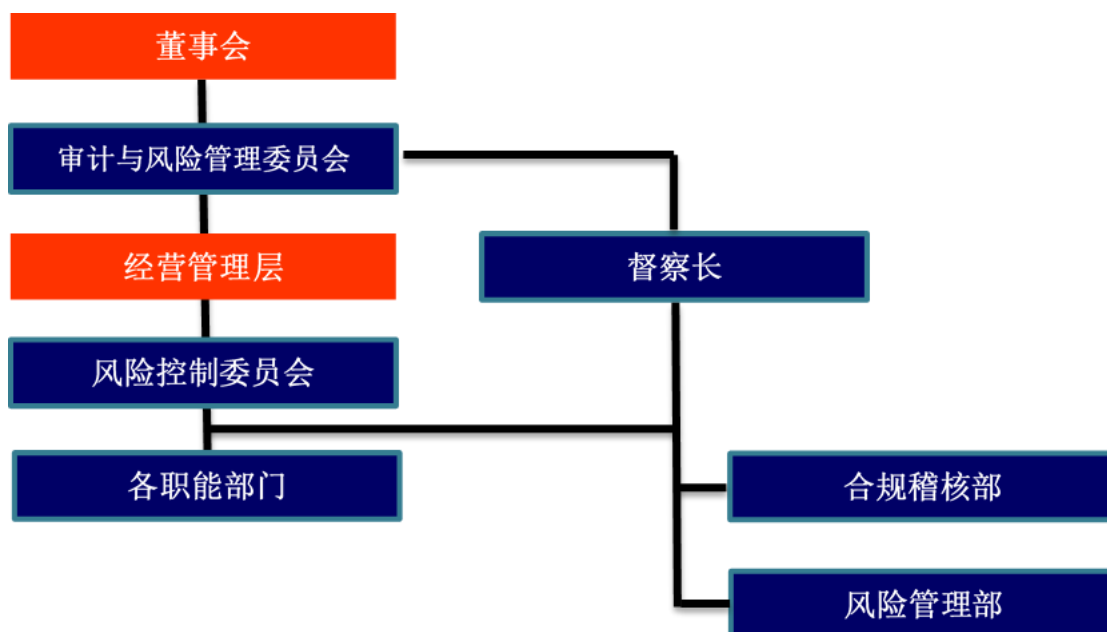 董事会
审计与风险管理委员会
经营管理层
督察长
风险控制委员会
各职能部门
合规稽核部
风险管理部